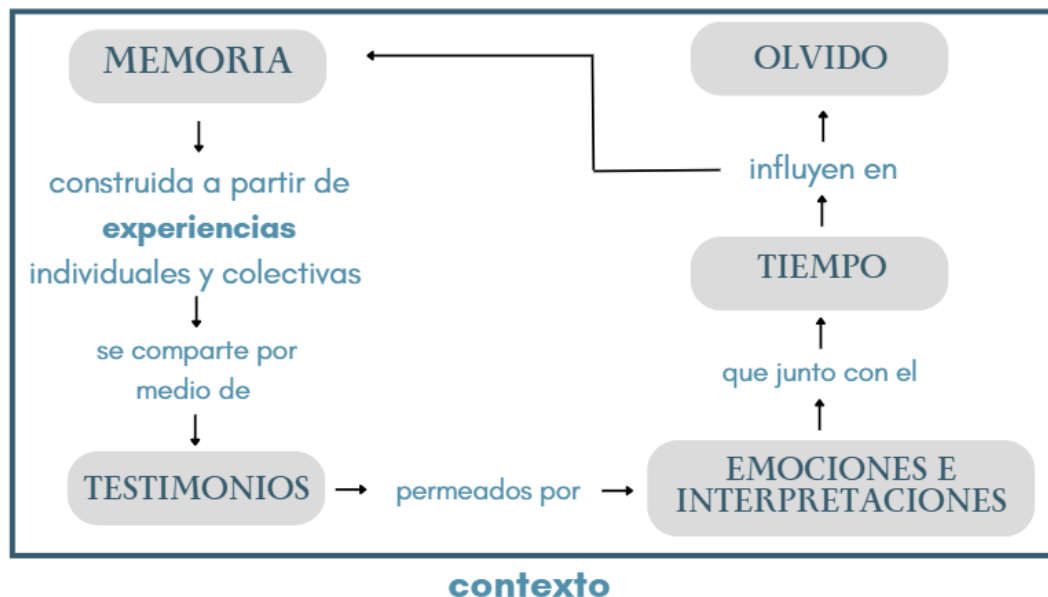 MEMORIA
construida a partir de
experiencias
individuales y colectivas
se comparte por
medio de
TESTIMONIOS
permeados por
EMOCIONES E
INTERPRETACIONES
que junto con el
TIEMPO
influyen en
OLVIDO
contexto